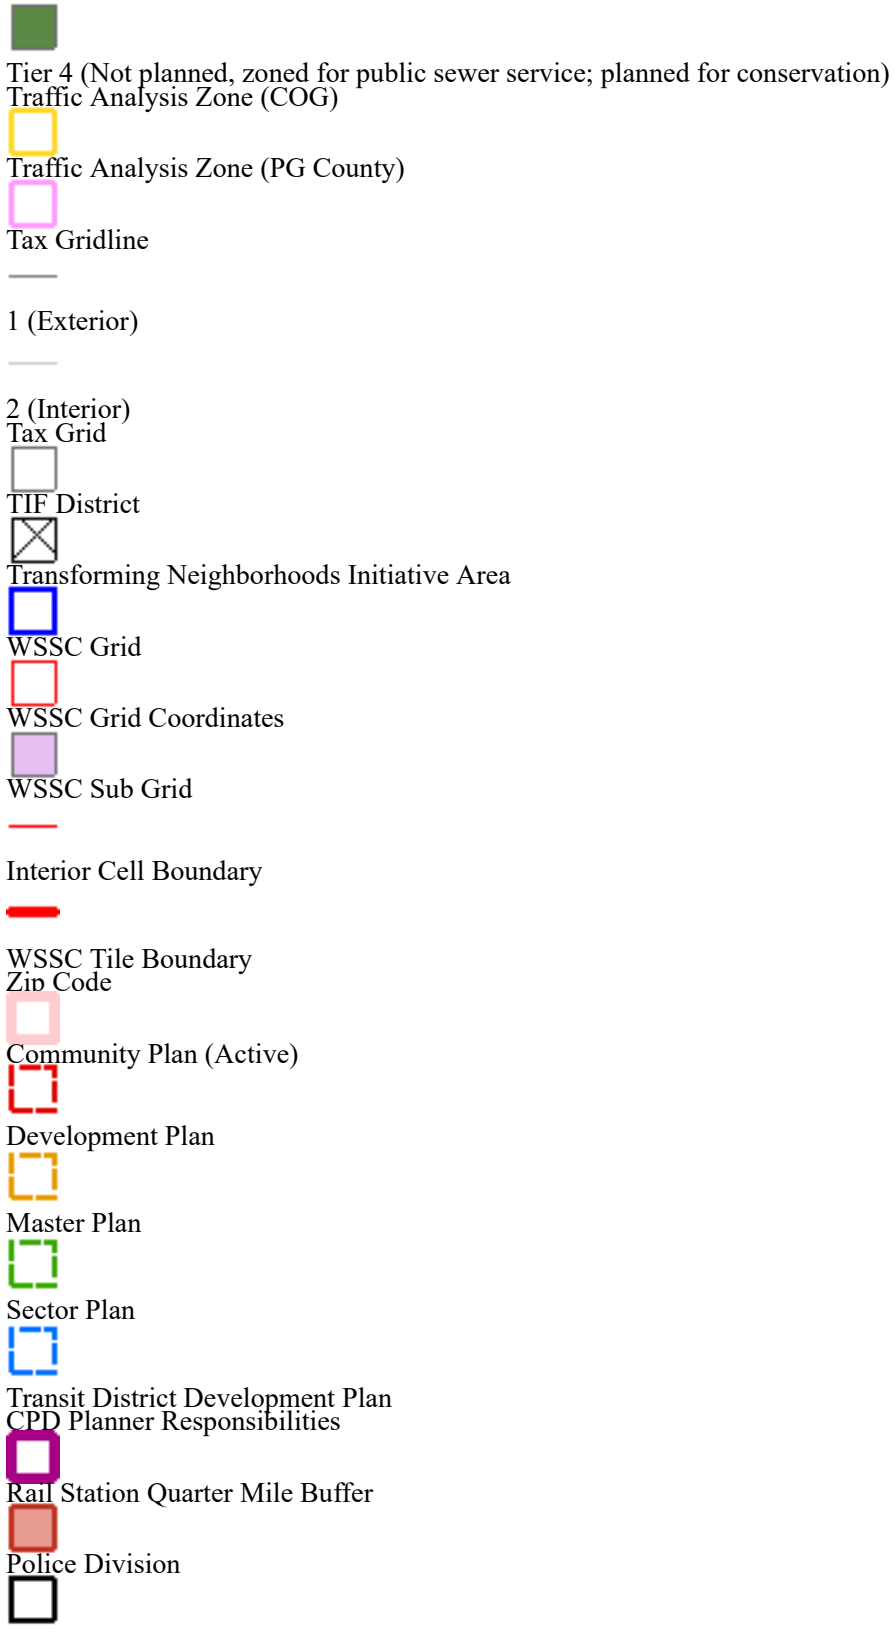 Tier 4 (Not planned, zoned for public sewer service; planned for conservation)
Traffic Analysis Zone (COG)
Traffic Analysis Zone (PG County)
Tax Gridline
1 (Exterior)
2 (Interior)
Tax Grid
TIF District
Transforming Neighborhoods Initiative Area
WSSC Grid
WSSC Grid Coordinates
WSSC Sub Grid
Interior Cell Boundary
WSSC Tile Boundary
Zip Code
Community Plan (Active)
Development Plan
Master Plan
Sector Plan
Transit District Development Plan
CPD Planner Responsibilities
Rail Station Quarter Mile Buffer
Police Division